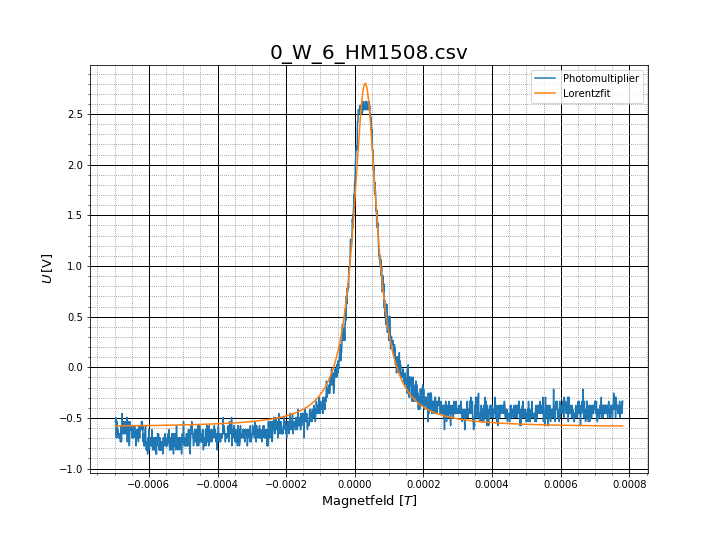 0_W_6_HM1508.csv
Photomultiplier
Lorentzfit
U [V]
2.5
2.0
1.5
1.0
0.5
0.0
−0.5
−1.0
−0.0006 −0.0004 −0.0002 0.0000 0.0002 0.0004 0.0006 0.0008
Magnetfeld [T]